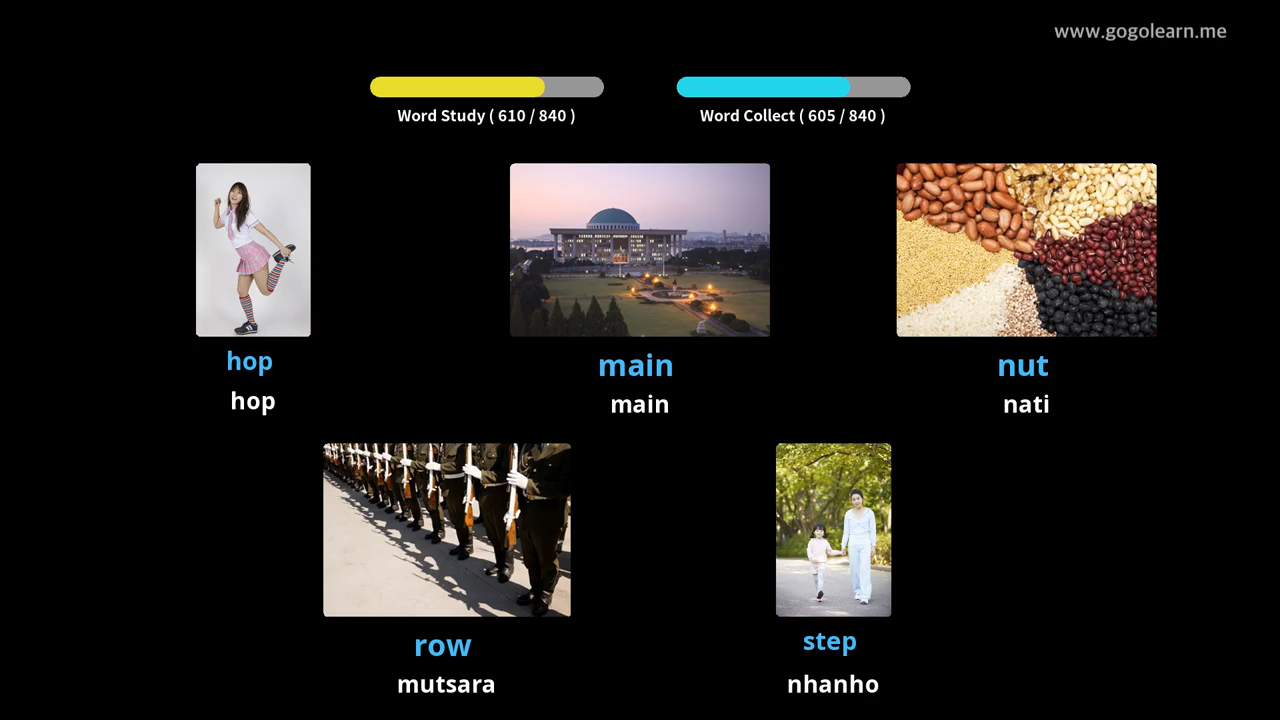 www.gogolearn.me
Word Study ( 610 / 840 )
Word Collect ( 605 / 840 )
hop
hop
main
main
nut
nati
row
mutsara
step
nhanho